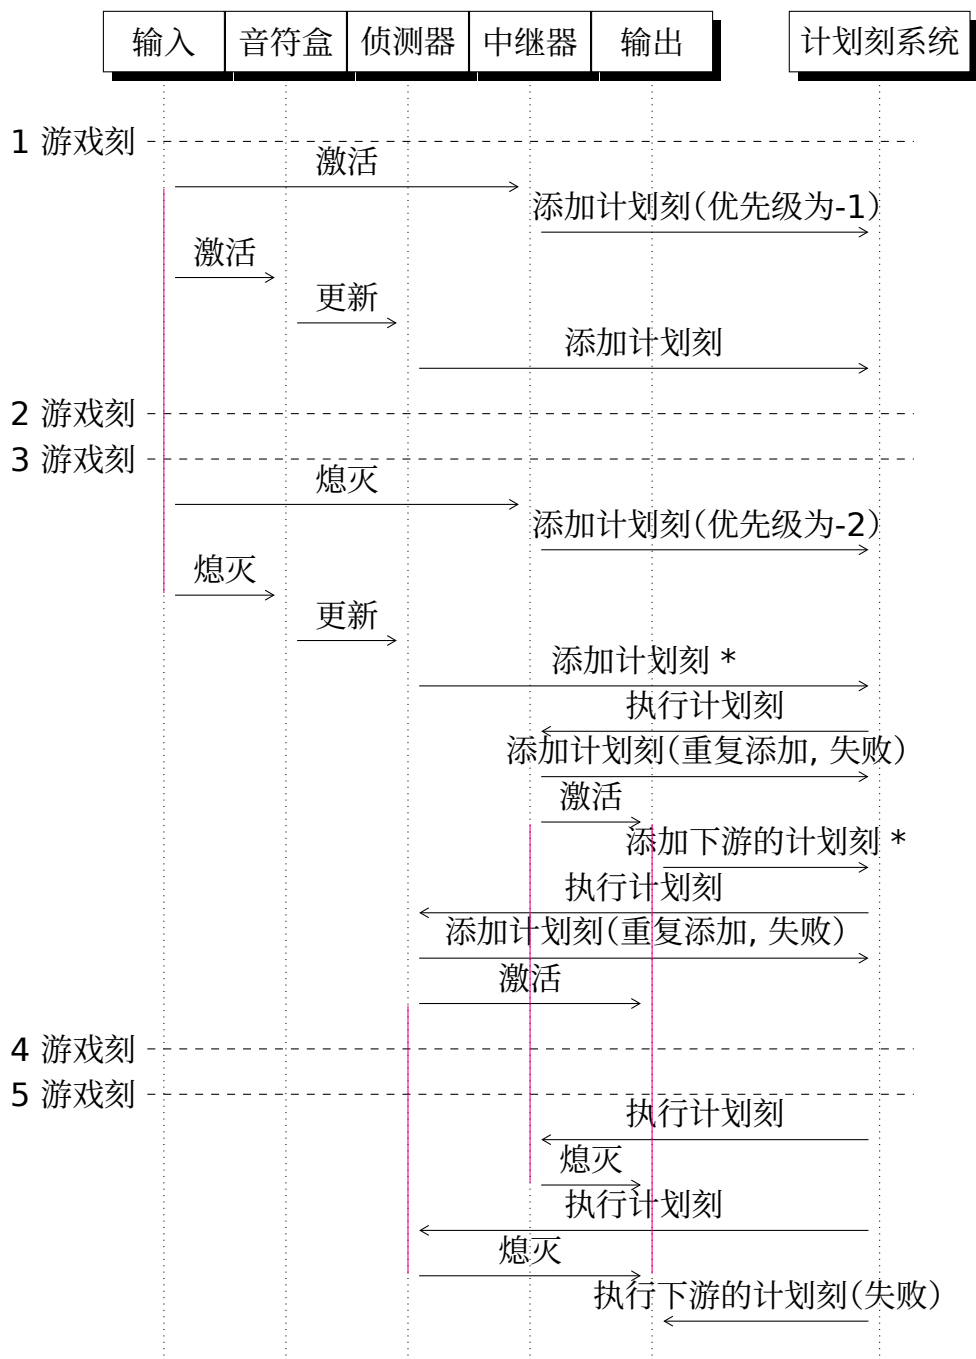 输入 音符盒 侦测器 中继器 输出 计划刻系统
1 游戏刻
激活
添加计划刻(优先级为-1)
激活
更新
添加计划刻
2 游戏刻
3 游戏刻
熄灭
添加计划刻(优先级为-2)
熄灭
更新
添加计划刻 *
执行计划刻
添加计划刻(重复添加, 失败)
激活
添加下游的计划刻 *
执行计划刻
添加计划刻(重复添加, 失败)
激活
4 游戏刻
5 游戏刻
执行计划刻
熄灭
执行计划刻
熄灭
执行下游的计划刻(失败)